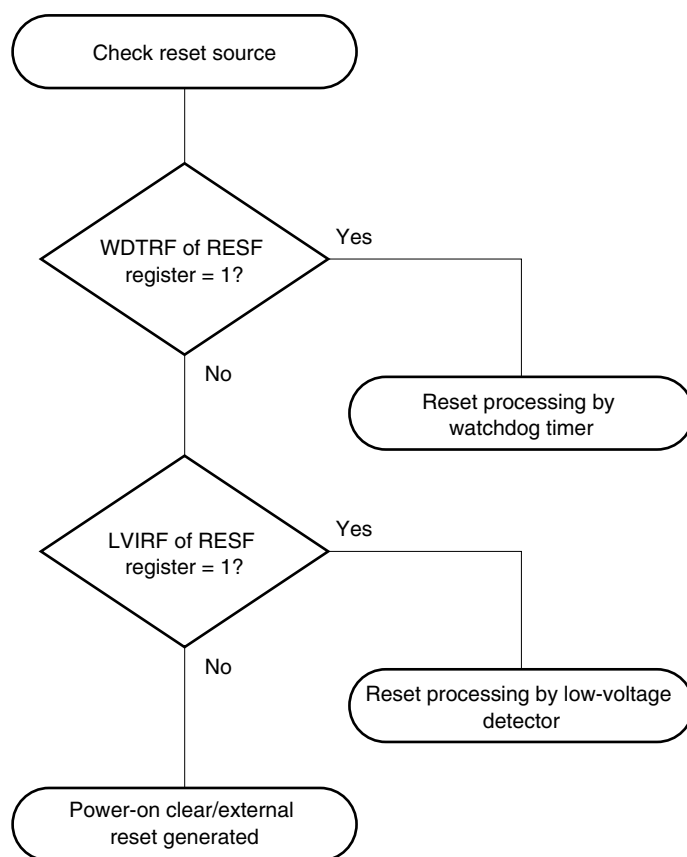 Check reset source
WDTRF of RESF
register = 1?
Yes
No
Reset processing by
watchdog timer
LVIRF of RESF
register = 1?
Yes
No
Reset processing by low-voltage
detector
Power-on clear/external
reset generated